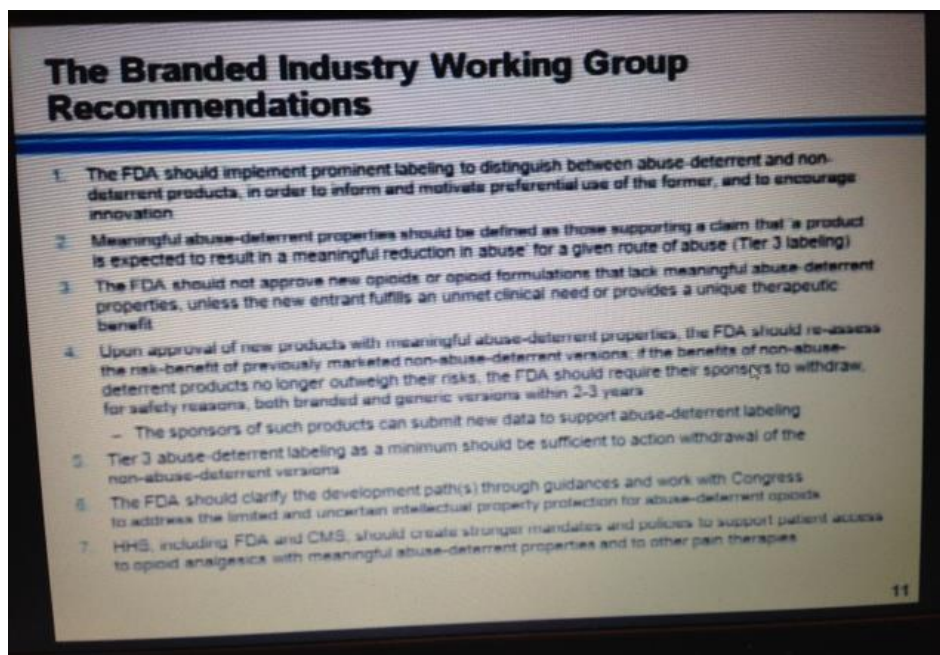 The Branded Industry Working Group
Recommendations
1. The FDA should implement prominent labeling to distinguish between abuse-deterrent and non-
deterrent products, in order to inform and motivate preferential use of the former, and to encourage
innovation
2. Meaningful abuse-deterrent properties should be defined as those supporting a claim that "a product
is expected to result in a meaningful reduction in abuse" for a given route of abuse (Tier 3 labeling)
3. The FDA should not approve new opioids or opioid formulations that lack meaningful abuse-deterrent
properties, unless the new entrant fulfills an unmet clinical need or provides a unique therapeutic
benefit
4. Upon approval of new products with meaningful abuse-deterrent properties, the FDA should re-assess
the risk-benefit of previously marketed non-abuse-deterrent versions; if the benefits of non-abuse-
deterrent products no longer outweigh their risks, the FDA should require their sponsors to withdraw,
for safety reasons, both branded and generic versions within 2-3 years
– The sponsors of such products can submit new data to support abuse-deterrent labeling
5. Tier 3 abuse-deterrent labeling as a minimum should be sufficient to action withdrawal of the
non-abuse-deterrent versions
6. The FDA should clarify the development path(s) through guidances and work with Congress
to address the limited and uncertain intellectual property protection for abuse-deterrent opioids
7. HHS, including FDA and CMS, should create stronger mandates and policies to support patient access
to opioid analgesics with meaningful abuse-deterrent properties and to other pain therapies
11